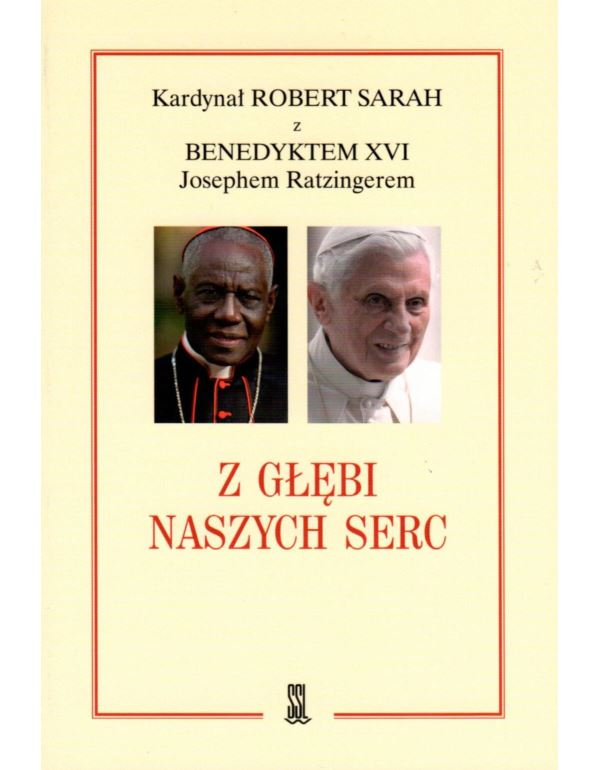 Kardynał ROBERT SARAH
z
BENEDYKTEM XVI
Josephem Ratzingerem
Z GŁĘBI
NASZYCH SERC
SSL